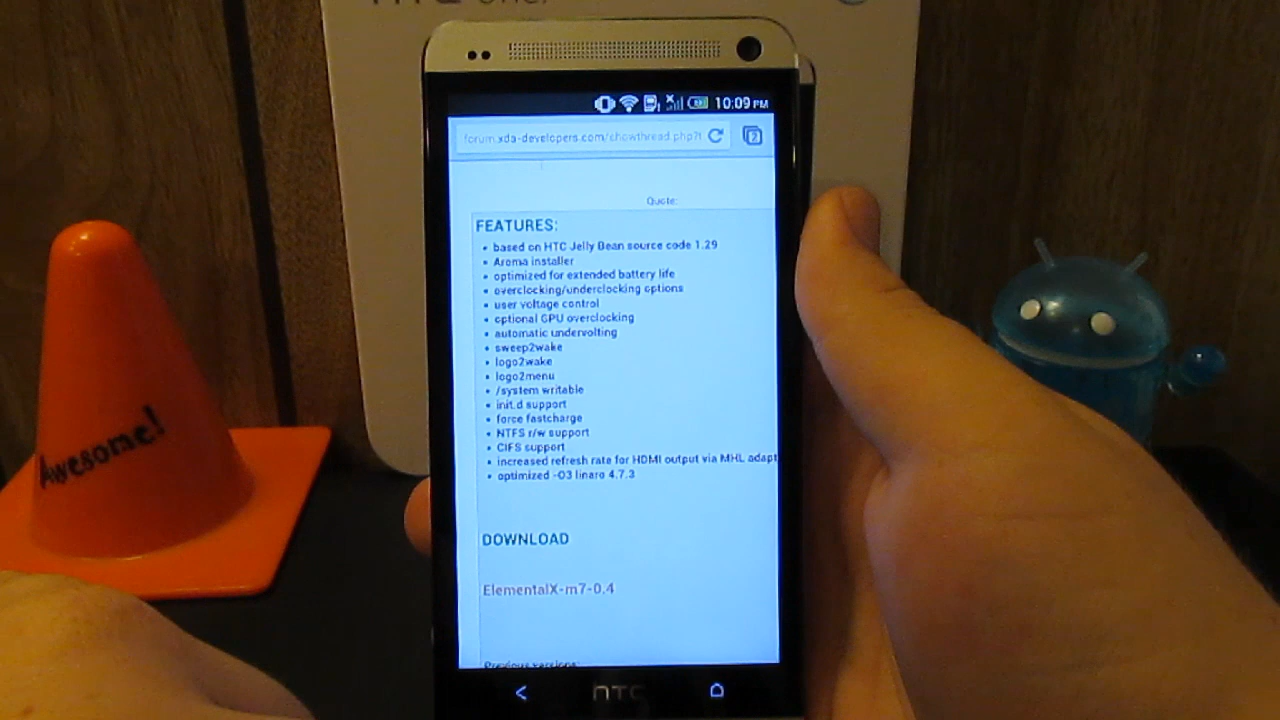 10:09 PM
forum.xda-developers.com/showthread.php?t
2
Quote:
FEATURES:
• based on HTC Jelly Bean source code 1.29
• Aroma installer
• optimized for extended battery life
• overclocking/underclocking options
• user voltage control
• optional GPU overclocking
• automatic undervolting
• sweep2wake
• logo2wake
• logo2menu
• /system writable
• init.d support
• force fastcharge
• NTFS r/w support
• CIFS support
• increased refresh rate for HDMI output via MHL adapt
• optimized -O3 linaro 4.7.3
DOWNLOAD
ElementalX-m7-0.4
Previous versions:
hTC
Awesome!